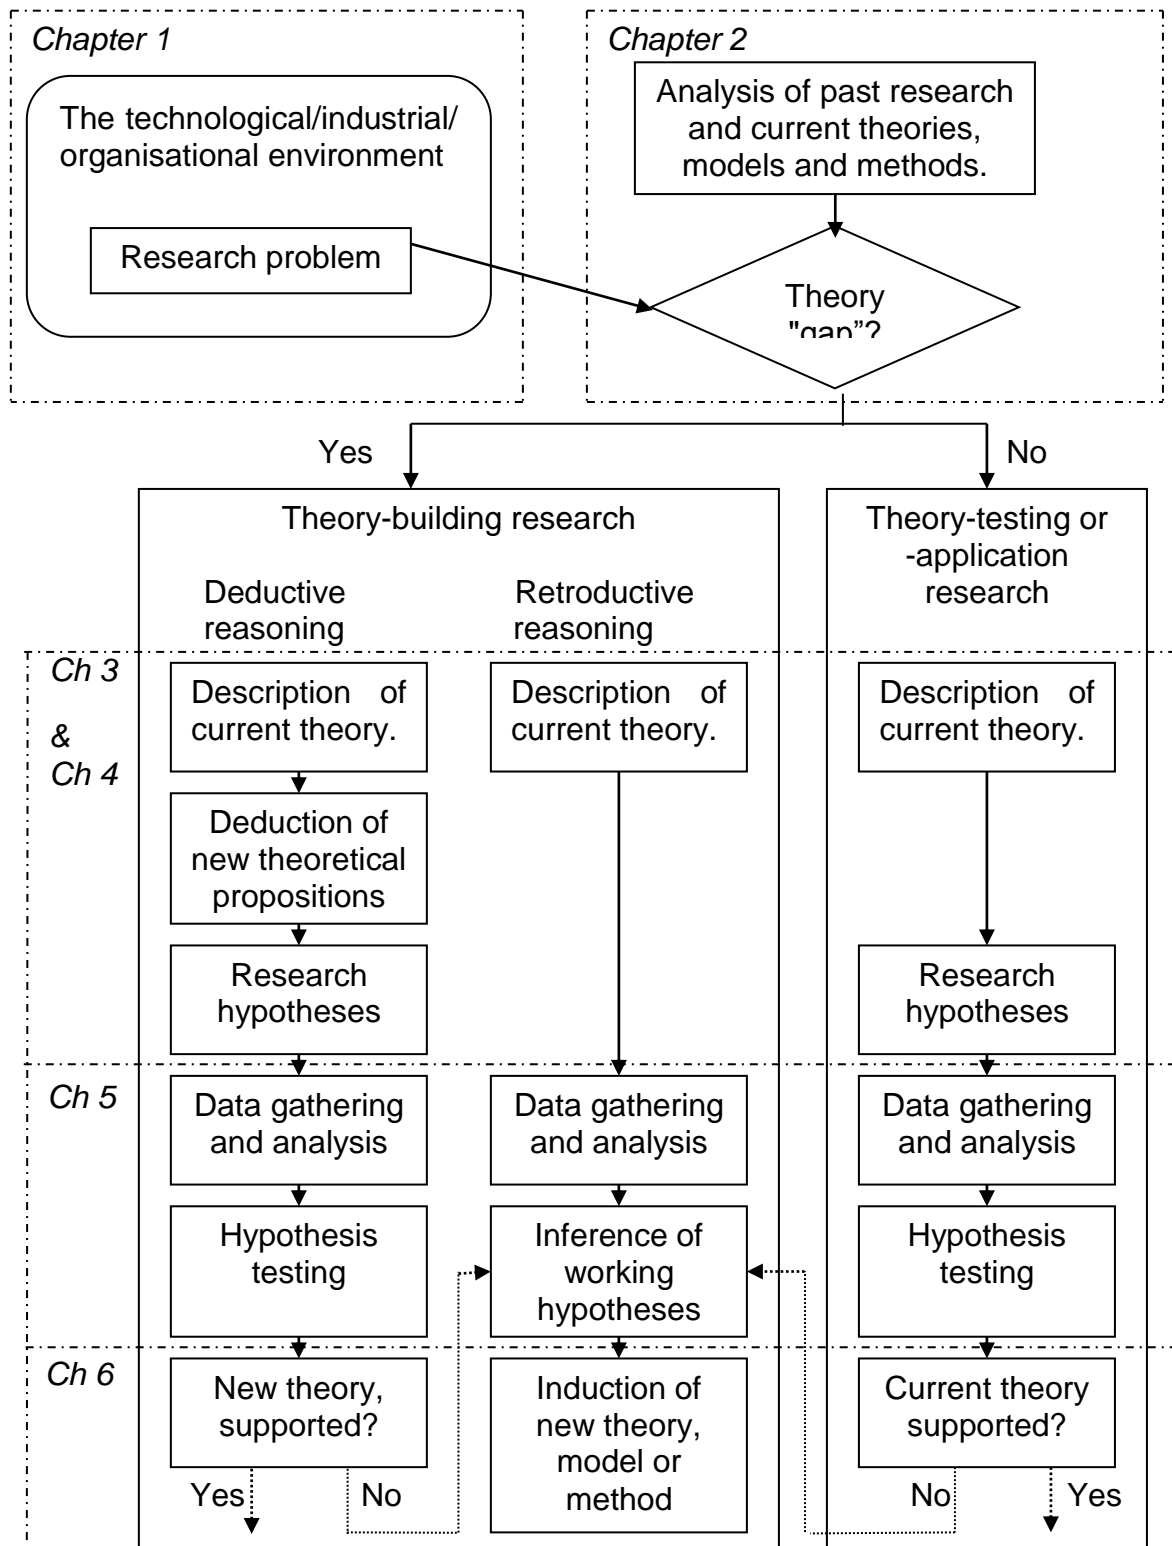 Chapter 1
The technological/industrial/
organisational environment
Research problem
Chapter 2
Analysis of past research
and current theories,
models and methods.
Theory
"gap”?
Yes
No
Theory-building research
Deductive
reasoning
Retroductive
reasoning
Theory-testing or
-application
research
Ch 3
&
Ch 4
Description of
current theory.
Deduction of
new theoretical
propositions
Research
hypotheses
Description of
current theory.
Description of
current theory.
Research
hypotheses
Ch 5
Data gathering
and analysis
Hypothesis
testing
Data gathering
and analysis
Inference of
working
hypotheses
Data gathering
and analysis
Hypothesis
testing
Ch 6
New theory,
supported?
Yes
No
Induction of
new theory,
model or
method
Current theory
supported?
No
Yes